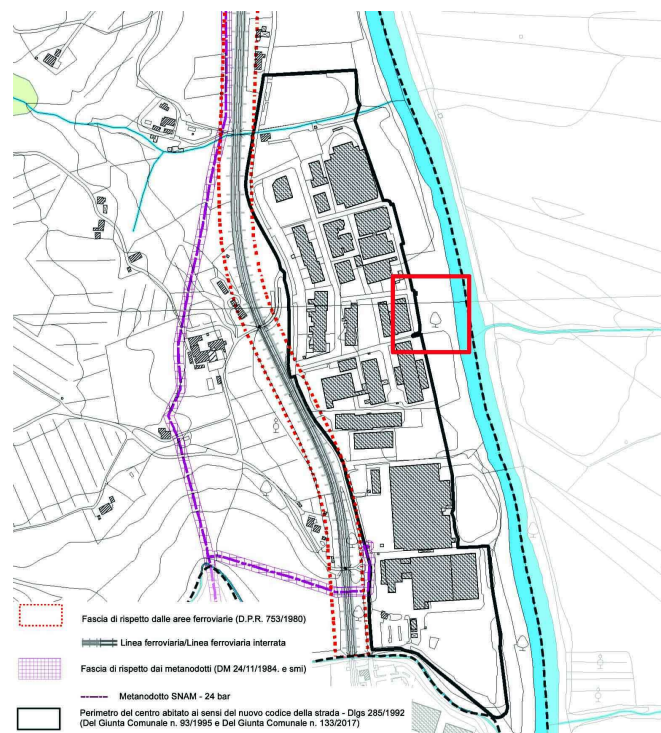 Fascia di rispetto dalle aree ferroviarie (D.P.R. 753/1980)
Linea ferroviaria/Linea ferroviaria interrata
Fascia di rispetto dai metanodotti (DM 24/11/1984. e smi)
Metanodotto SNAM - 24 bar
Perimetro del centro abitato ai sensi del nuovo codice della strada - Dlgs 285/1992
(Del Giunta Comunale n. 93/1995 e Del Giunta Comunale n. 133/2017)